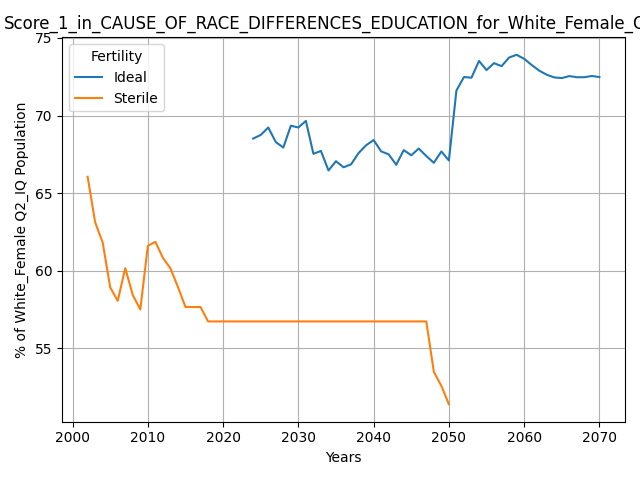 Score_1_in_CAUSE_OF_RACE_DIFFERENCES_EDUCATION_for_White_Female_
% of White_Female Q2_IQ Population
75
70
65
60
55
Fertility
Ideal
Sterile
2000 2010 2020 2030 2040 2050 2060 2070
Years